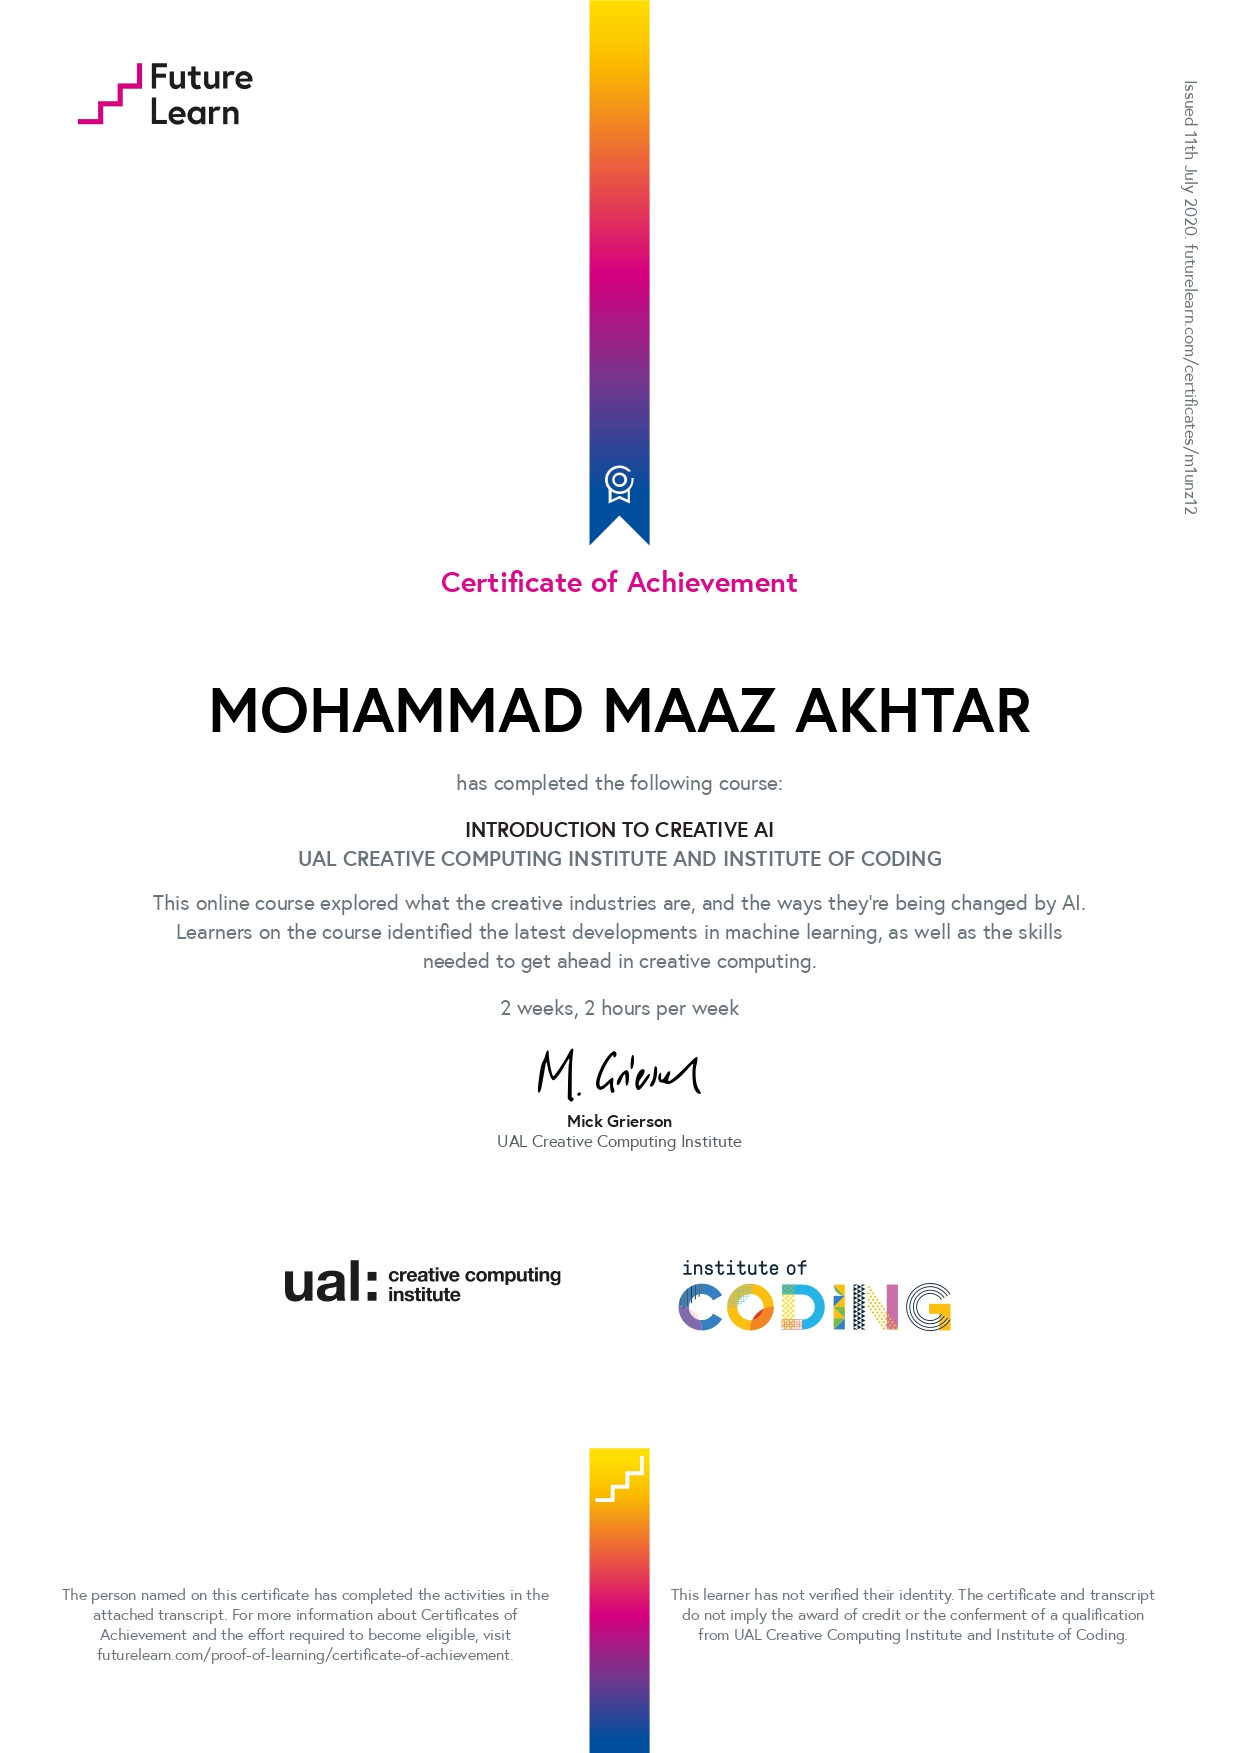 Future
Learn
Issued 11th July 2020. futurelearn.com/certificates/m1unz12
Certificate of Achievement
MOHAMMAD MAAZ AKHTAR
has completed the following course:
INTRODUCTION TO CREATIVE AI
UAL CREATIVE COMPUTING INSTITUTE AND INSTITUTE OF CODING
This online course explored what the creative industries are, and the ways they're being changed by AI.
Learners on the course identified the latest developments in machine learning, as well as the skills
needed to get ahead in creative computing.
2 weeks, 2 hours per week
M. Grierson
Mick Grierson
UAL Creative Computing Institute
ual: creative computing
institute
institute of
CODING
The person named on this certificate has completed the activities in the
attached transcript. For more information about Certificates of
Achievement and the effort required to become eligible, visit
futurelearn.com/proof-of-learning/certificate-of-achievement.
This learner has not verified their identity. The certificate and transcript
do not imply the award of credit or the conferment of a qualification
from UAL Creative Computing Institute and Institute of Coding.